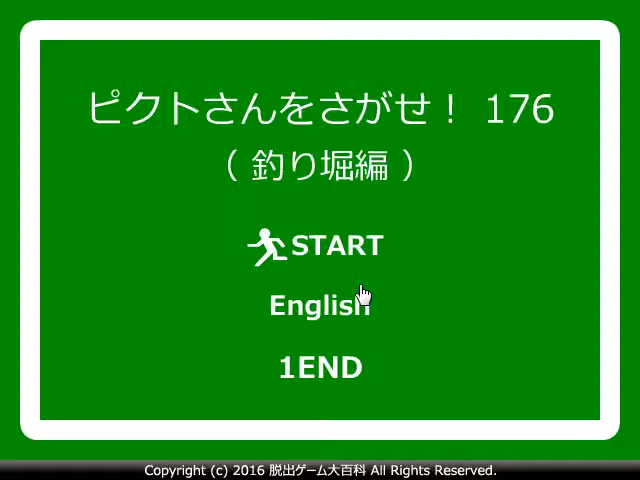 ピクトさんをさがせ！ 176
（ 釣り堀編 ）
START
English
1END
Copyright (c) 2016 脱出ゲーム大百科 All Rights Reserved.